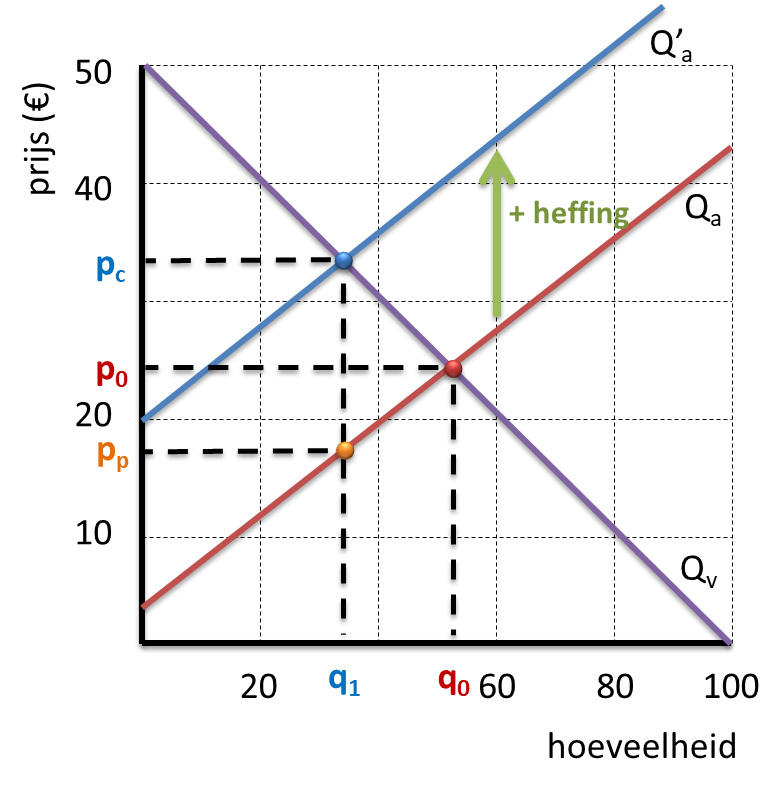 Q’a
50
prijs (€)
40
Qa
+ heffing
pc
p0
20
pp
10
Qv
20
q1
q0
60
80
100
hoeveelheid